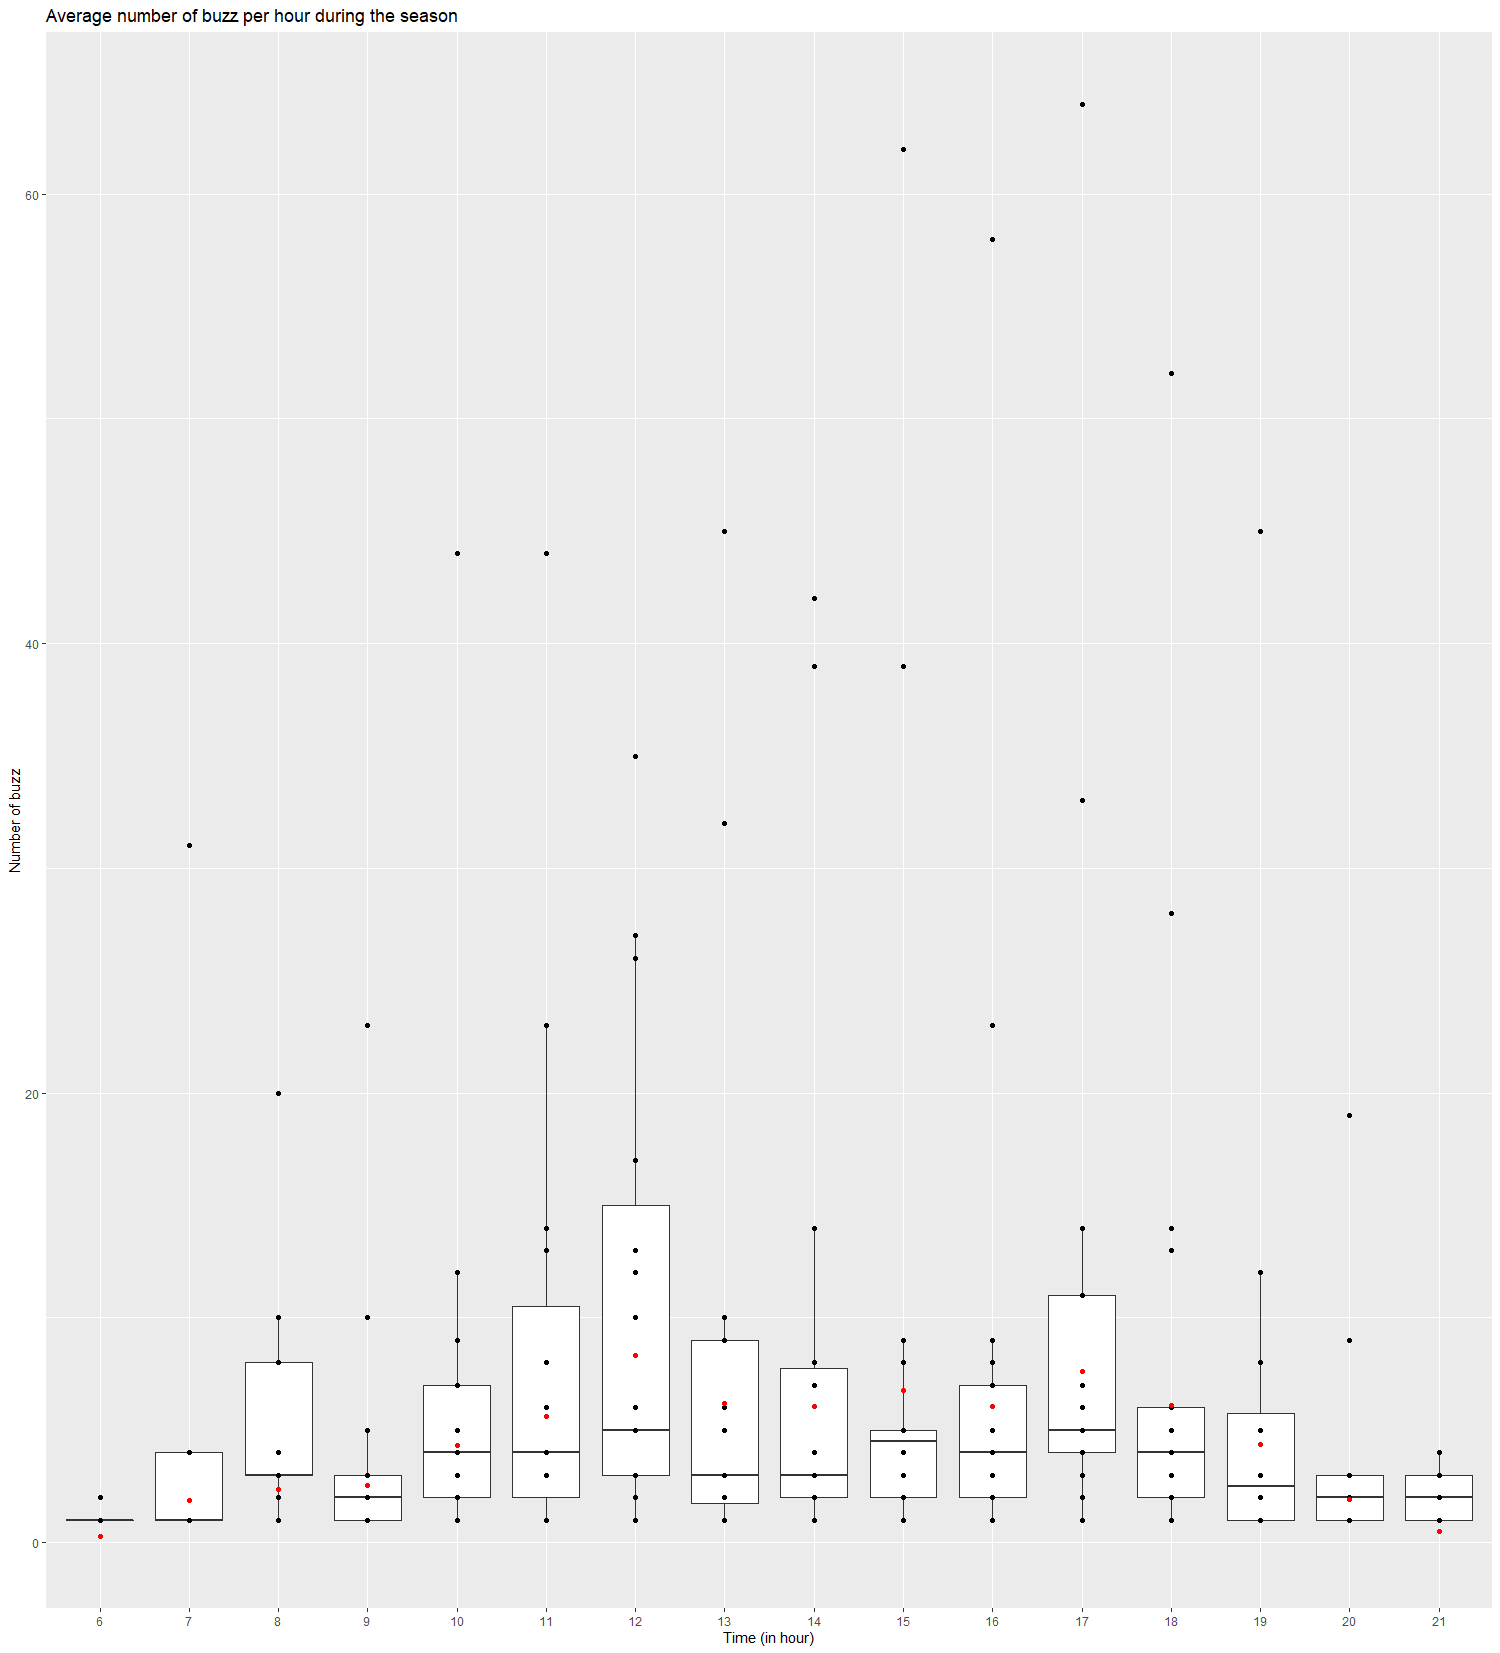 Average number of buzz per hour during the season
Number of buzz
60
40
20
0
6 7 8 9 10 11 12 13 14 15 16 17 18 19 20 21
Time (in hour)